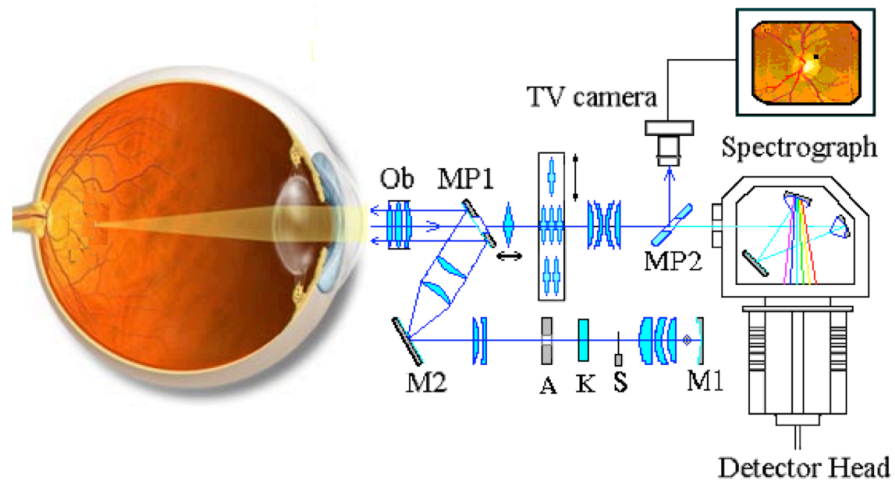 TV camera
Spectrograph
Ob
MP1
MP2
M2
A
K
S
M1
Detector Head